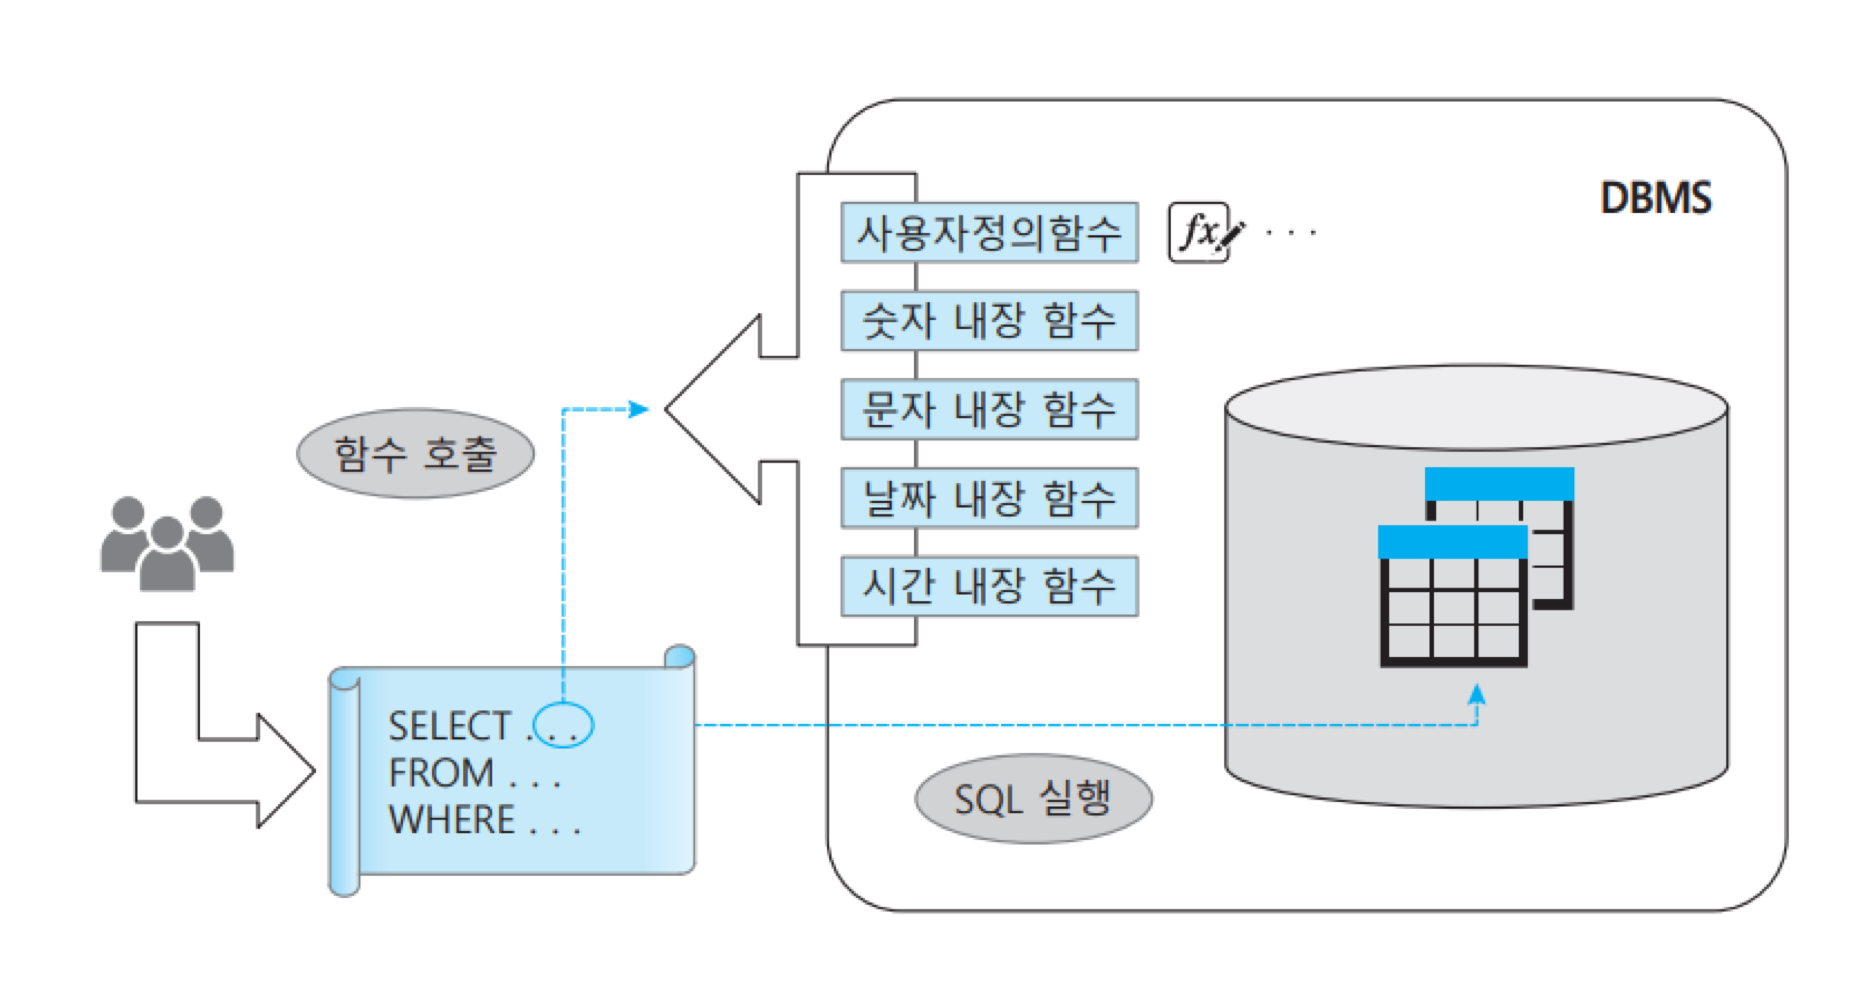 DBMS
사용자정의함수
fx
. . .
숫자 내장 함수
문자 내장 함수
날짜 내장 함수
시간 내장 함수
함수 호출
SELECT . . .
FROM . . .
WHERE . . .
SQL 실행